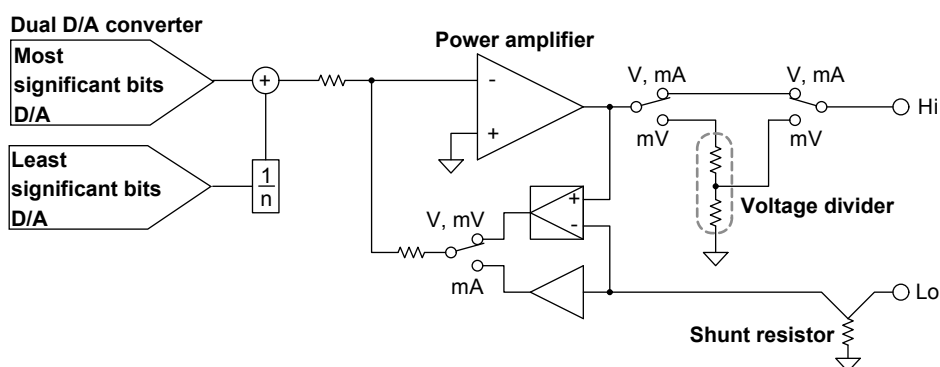 Dual D/A converter
Most
significant bits
D/A
Least
significant bits
D/A
+
1
n
Power amplifier
-
+
V, mA
mV
V, mA
mV
Hi
Voltage divider
+
-
V, mV
mA
Lo
Shunt resistor